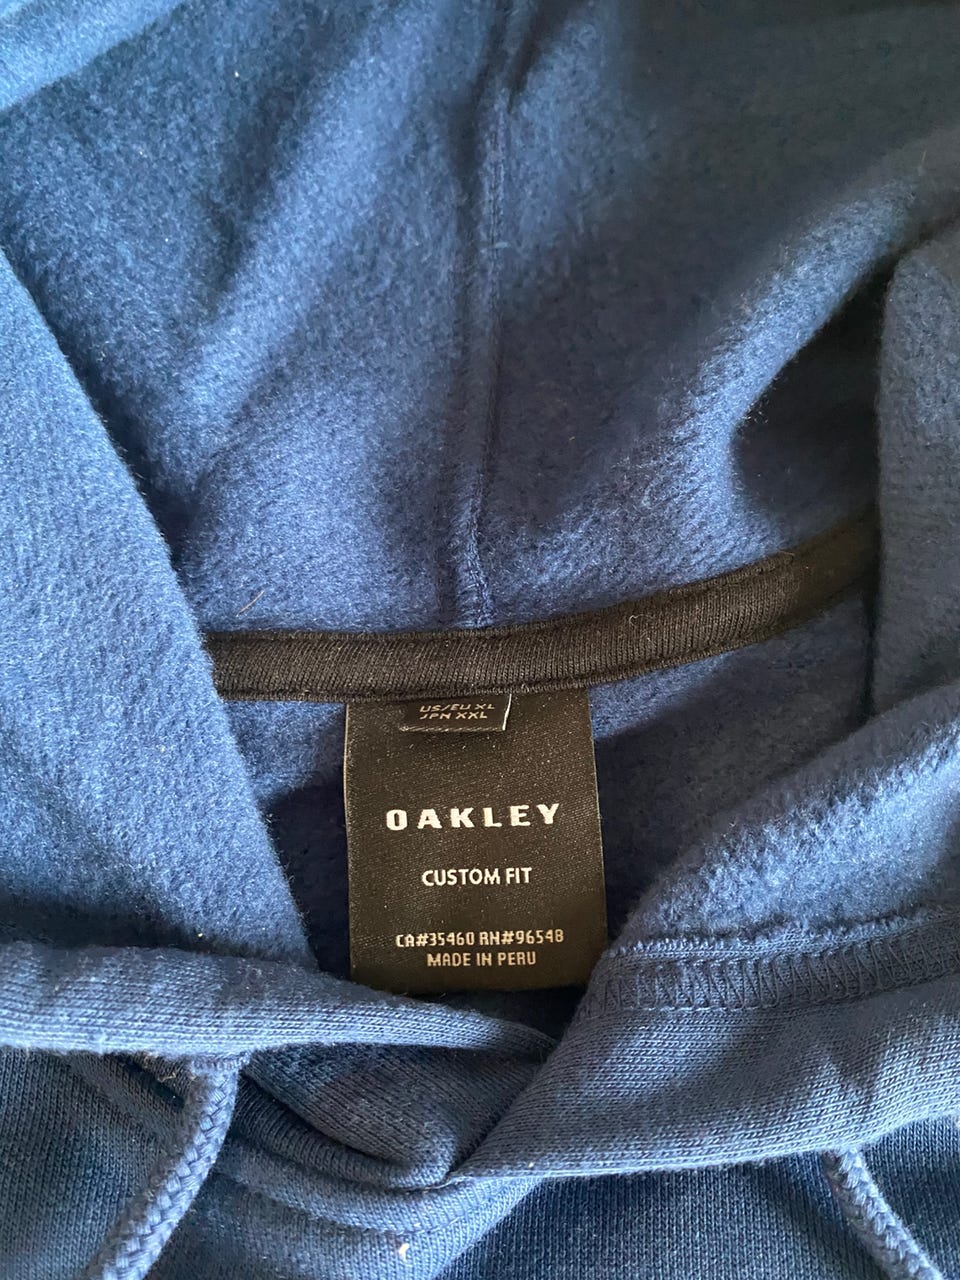 US/EU XL
JPN XXL
OAKLEY
CUSTOM FIT
CA#35460 RN#96548
MADE IN PERU